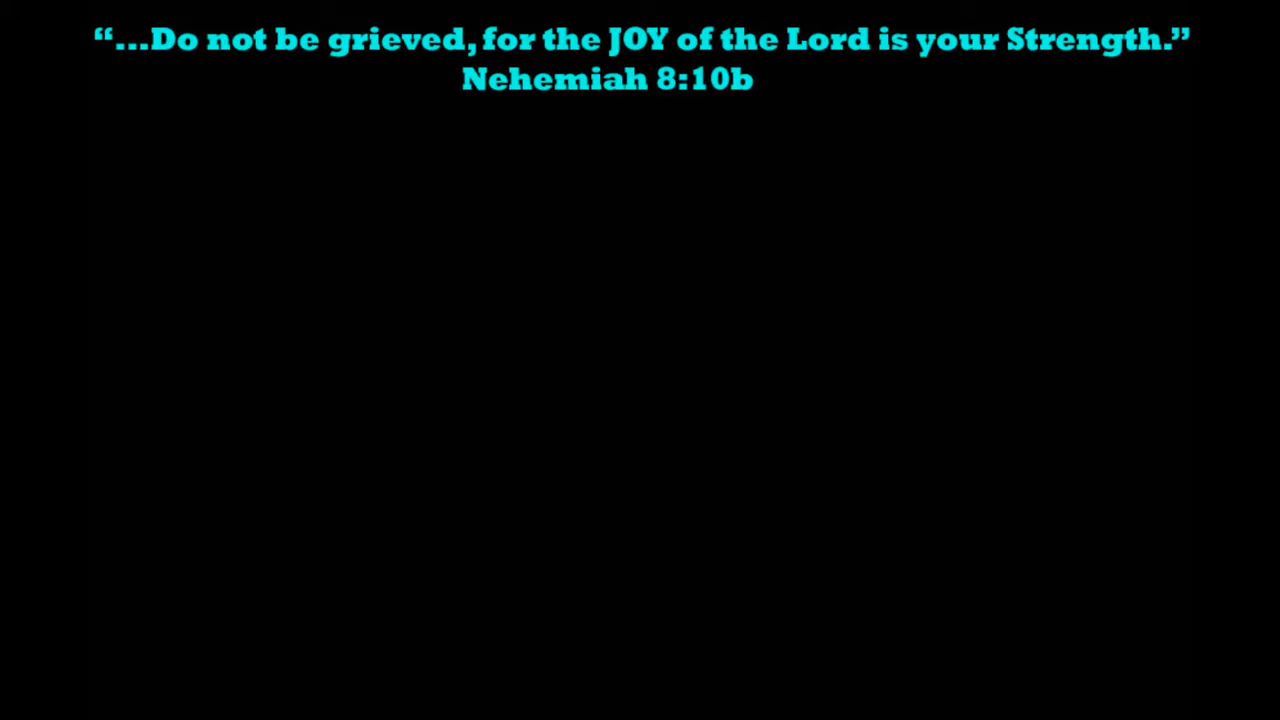 “...Do not be grieved, for the JOY of the Lord is your Strength.”
Nehemiah 8:10b